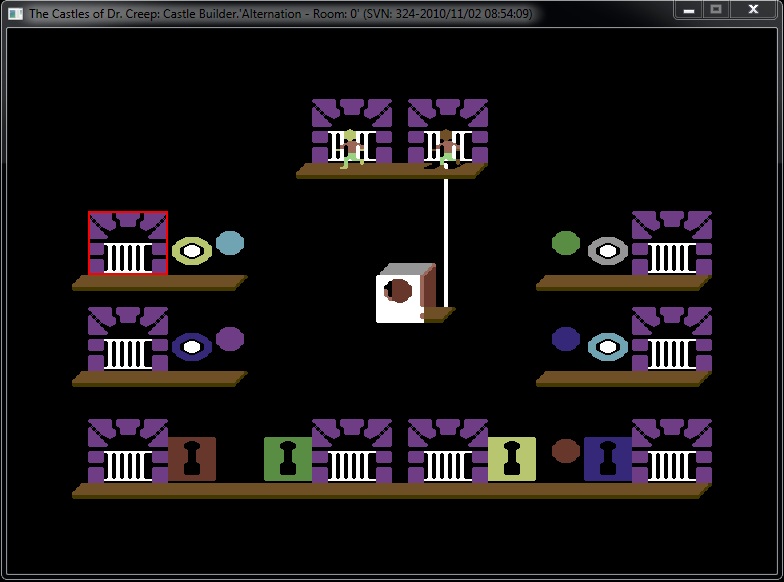 The Castles of Dr. Creep: Castle Builder.'Alternation - Room: 0' (SVN: 324-2010/11/02 08:54:09)